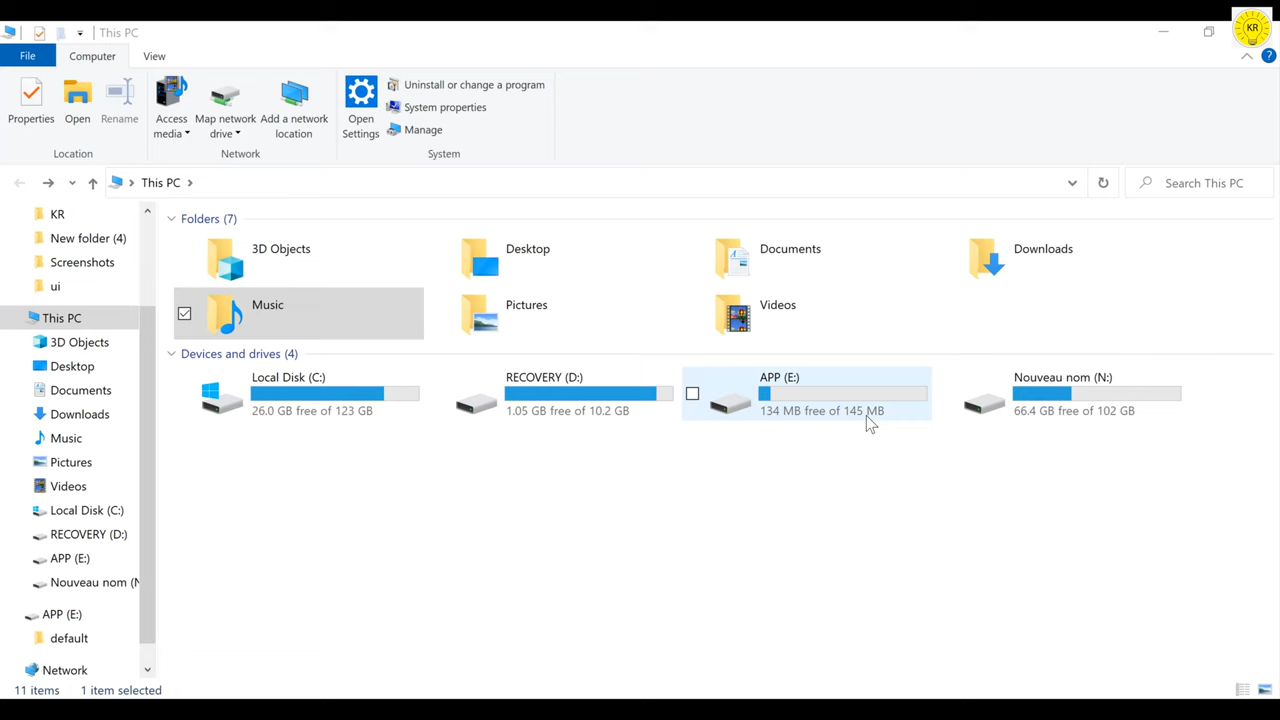 This PC
KR
File
Computer
View
?
Properties
Open
Rename
Access media
Map network drive
Add a network location
Open Settings
Uninstall or change a program
System properties
Manage
Location
Network
System
This PC
Search This PC
KR
New folder (4)
Screenshots
ui
This PC
3D Objects
Desktop
Documents
Downloads
Music
Pictures
Videos
Local Disk (C:)
RECOVERY (D:)
APP (E:)
Nouveau nom (N
APP (E:)
default
Network
Folders (7)
3D Objects
Desktop
Documents
Downloads
Music
Pictures
Videos
Devices and drives (4)
Local Disk (C:)
26.0 GB free of 123 GB
RECOVERY (D:)
1.05 GB free of 10.2 GB
APP (E:)
134 MB free of 145 MB
Nouveau nom (N:)
66.4 GB free of 102 GB
11 items
1 item selected